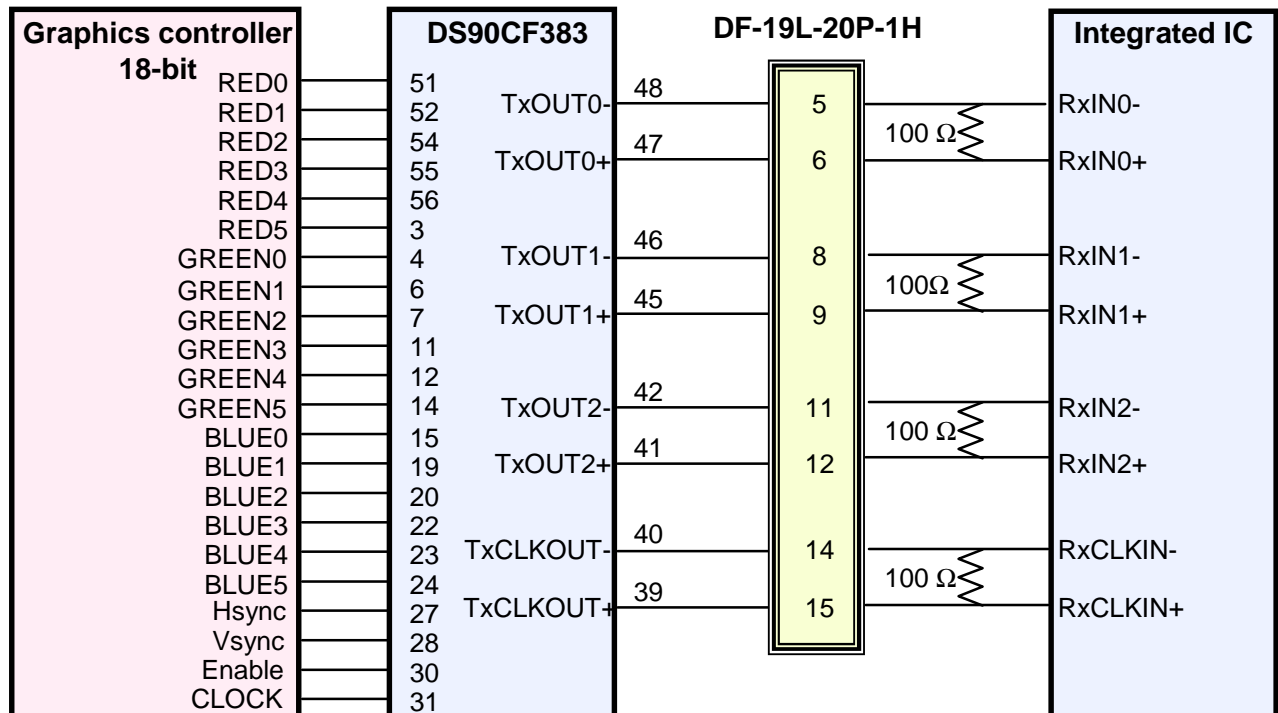 Graphics controller
18-bit
DS90CF383
DF-19L-20P-1H
Integrated IC
RED0 51
RED1 52
RED2 54
RED3 55
RED4 56
RED5 3
GREEN0 4
GREEN1 6
GREEN2 7
GREEN3 11
GREEN4 12
GREEN5 14
BLUE0 15
BLUE1 19
BLUE2 20
BLUE3 22
BLUE4 23
BLUE5 24
Hsync 27
Vsync 28
Enable 30
CLOCK 31
TxOUT0- 48 5 RxIN0-
100 Ω
TxOUT0+ 47 6 RxIN0+
TxOUT1- 46 8 RxIN1-
100Ω
TxOUT1+ 45 9 RxIN1+
TxOUT2- 42 11 RxIN2-
100 Ω
TxOUT2+ 41 12 RxIN2+
TxCLKOUT- 40 14 RxCLKIN-
100 Ω
TxCLKOUT+ 39 15 RxCLKIN+